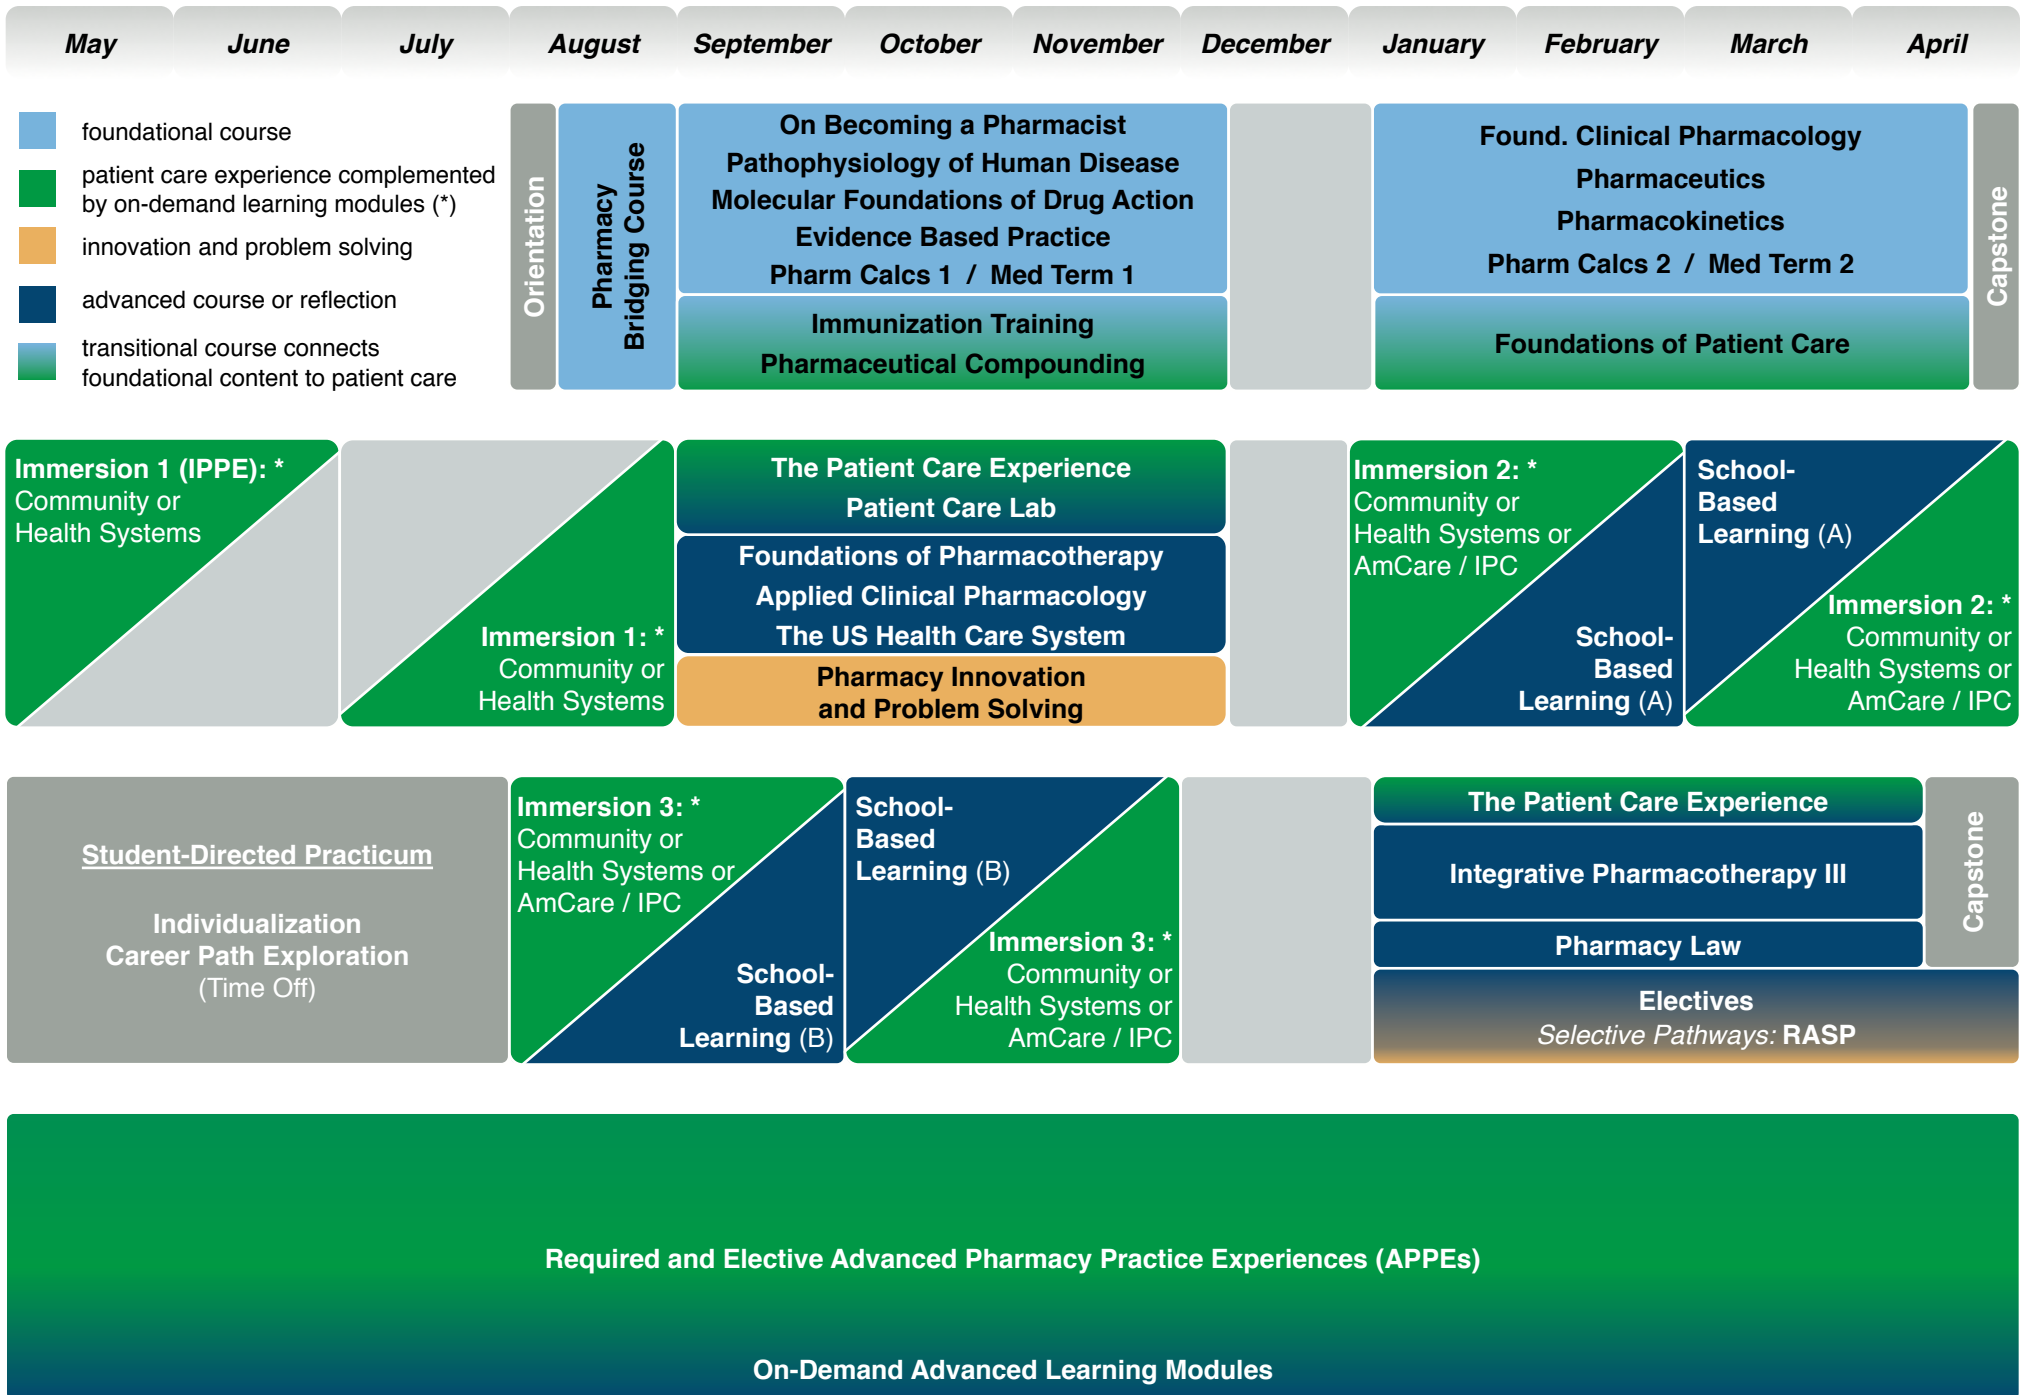 May June July August September October November December January February March April
foundational course
patient care experience complemented
by on-demand learning modules (*)
innovation and problem solving
advanced course or reflection
transitional course connects
foundational content to patient care
Orientation
Pharmacy
Bridging Course
On Becoming a Pharmacist
Pathophysiology of Human Disease
Molecular Foundations of Drug Action
Evidence Based Practice
Pharm Calcs 1 / Med Term 1
Immunization Training
Pharmaceutical Compounding
Found. Clinical Pharmacology
Pharmaceutics
Pharmacokinetics
Pharm Calcs 2 / Med Term 2
Foundations of Patient Care
Capstone
Immersion 1 (IPPE): *
Community or
Health Systems
Immersion 1: *
Community or
Health Systems
The Patient Care Experience
Patient Care Lab
Foundations of Pharmacotherapy
Applied Clinical Pharmacology
The US Health Care System
Pharmacy Innovation
and Problem Solving
Immersion 2: *
Community or
Health Systems or
AmCare / IPC
School-
Based
Learning (A)
School-
Based
Learning (A)
Immersion 2: *
Community or
Health Systems or
AmCare / IPC
Student-Directed Practicum
Individualization
Career Path Exploration
(Time Off)
Immersion 3: *
Community or
Health Systems or
AmCare / IPC
School-
Based
Learning (B)
School-
Based
Learning (B)
Immersion 3: *
Community or
Health Systems or
AmCare / IPC
The Patient Care Experience
Integrative Pharmacotherapy III
Pharmacy Law
Capstone
Electives
Selective Pathways: RASP
Required and Elective Advanced Pharmacy Practice Experiences (APPEs)
On-Demand Advanced Learning Modules